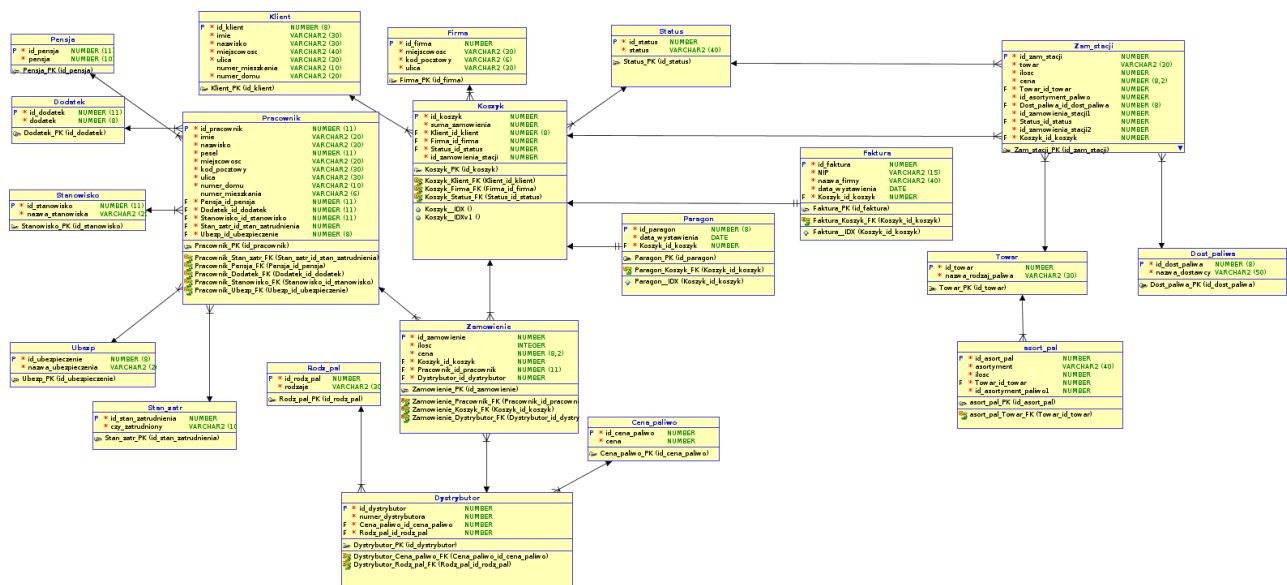 Klient
P * id_klient NUMBER (8)
* imie VARCHAR2 (30)
* nazwisko VARCHAR2 (30)
* miejscowosc VARCHAR2 (40)
* ulica VARCHAR2 (30)
numer_mieszkania VARCHAR2 (10)
* numer_domu VARCHAR2 (20)
Klient_PK (id_klient)
Firma
P * id_firma NUMBER
* miejscowosc VARCHAR2 (30)
* kod_pocztowy VARCHAR2 (6)
* ulica VARCHAR2 (30)
Firma_PK (id_firma)
Status
P * id_status NUMBER
* status VARCHAR2 (40)
Status_PK (id_status)
Pensja
P * id_pensja NUMBER (11)
* pensja NUMBER (10)
Pensja_PK (id_pensja)
Zam_stacji
P * id_zam_stacji NUMBER
* towar VARCHAR2 (30)
* ilosc NUMBER
* cena NUMBER (8,2)
F * Towar_id_towar NUMBER
* id_asortyment_paliwo NUMBER
F * Dost_paliwa_id_dost_paliwa NUMBER (8)
* id_zamowienia_stacji1 NUMBER
F * Status_id_status NUMBER
* id_zamowienia_stacji2 NUMBER
F * Koszyk_id_koszyk NUMBER
Zam_stacji_PK (id_zam_stacji)
Dodatek
P * id_dodatek NUMBER (11)
* dodatek NUMBER (8)
Dodatek_PK (id_dodatek)
Pracownik
P * id_pracownik NUMBER (11)
* imie VARCHAR2 (20)
* nazwisko VARCHAR2 (30)
* pesel NUMBER (11)
* miejscowosc VARCHAR2 (20)
* kod_pocztowy VARCHAR2 (30)
* ulica VARCHAR2 (30)
* numer_domu VARCHAR2 (10)
numer_mieszkania VARCHAR2 (6)
F * Pensja_id_pensja NUMBER (11)
F * Dodatek_id_dodatek NUMBER (11)
F * Stanowisko_id_stanowisko NUMBER (11)
F * Stan_zatr_id_stan_zatrudnienia NUMBER
F * Ubezp_id_ubezpieczenie NUMBER (8)
Pracownik_PK (id_pracownik)
Pracownik_Stan_zatr_FK (Stan_zatr_id_stan_zatrudnienia)
Pracownik_Pensja_FK (Pensja_id_pensja)
Pracownik_Dodatek_FK (Dodatek_id_dodatek)
Pracownik_Stanowisko_FK (Stanowisko_id_stanowisko)
Pracownik_Ubezp_FK (Ubezp_id_ubezpieczenie)
Koszyk
P * id_koszyk NUMBER
* suma_zamowienia NUMBER
F * Klient_id_klient NUMBER (8)
F * Firma_id_firma NUMBER
F * Status_id_status NUMBER
* id_zamowienia_stacji NUMBER
Koszyk_PK (id_koszyk)
Koszyk_Klient_FK (Klient_id_klient)
Koszyk_Firma_FK (Firma_id_firma)
Koszyk_Status_FK (Status_id_status)
Koszyk__IDX ()
Koszyk__IDXv1 ()
Faktura
P * id_faktura NUMBER
* NIP VARCHAR2 (15)
* nazwa_firmy VARCHAR2 (40)
* data_wystawienia DATE
F * Koszyk_id_koszyk NUMBER
Faktura_PK (id_faktura)
Faktura_Koszyk_FK (Koszyk_id_koszyk)
Faktura__IDX (Koszyk_id_koszyk)
Stanowisko
P * id_stanowisko NUMBER (11)
* nazwa_stanowiska VARCHAR2 (2
Stanowisko_PK (id_stanowisko)
Paragon
P * id_paragon NUMBER (8)
* data_wystawienia DATE
F * Koszyk_id_koszyk NUMBER
Paragon_PK (id_paragon)
Paragon_Koszyk_FK (Koszyk_id_koszyk)
Paragon__IDX (Koszyk_id_koszyk)
Towar
P * id_towar NUMBER
* nazwa_rodzaj_paliwa VARCHAR2 (30)
Towar_PK (id_towar)
Dost_paliwa
P * id_dost_paliwa NUMBER (8)
* nazwa_dostawcy VARCHAR2 (50)
Dost_paliwa_PK (id_dost_paliwa)
Ubezp
P * id_ubezpieczenie NUMBER (8)
* nazwa_ubezpieczenia VARCHAR2 (2
Ubezp_PK (id_ubezpieczenie)
Zamowienie
P * id_zamowienie NUMBER
* ilosc INTEGER
* cena NUMBER (8,2)
F * Koszyk_id_koszyk NUMBER
F * Pracownik_id_pracownik NUMBER (11)
F * Dystrybutor_id_dystrybutor NUMBER
Zamowienie_PK (id_zamowienie)
Zamowienie_Pracownik_FK (Pracownik_id_pracown
Zamowienie_Koszyk_FK (Koszyk_id_koszyk)
Zamowienie_Dystrybutor_FK (Dystrybutor_id_dystry
asort_pal
P * id_asort_pal NUMBER
* asortyment VARCHAR2 (40)
* ilosc NUMBER
F * Towar_id_towar NUMBER
* id_asortyment_paliwo1 NUMBER
asort_pal_PK (id_asort_pal)
asort_pal_Towar_FK (Towar_id_towar)
Rodz_pal
P * id_rodz_pal NUMBER
* rodzaje VARCHAR2 (30
Rodz_pal_PK (id_rodz_pal)
Stan_zatr
P * id_stan_zatrudnienia NUMBER
* czy_zatrudniony VARCHAR2 (10
Stan_zatr_PK (id_stan_zatrudnienia)
Cena_paliwo
P * id_cena_paliwo NUMBER
* cena NUMBER
Cena_paliwo_PK (id_cena_paliwo)
Dystrybutor
P * id_dystrybutor NUMBER
* numer_dystrybutora NUMBER
F * Cena_paliwo_id_cena_paliwo NUMBER
F * Rodz_pal_id_rodz_pal NUMBER
Dystrybutor_PK (id_dystrybutor)
Dystrybutor_Cena_paliwo_FK (Cena_paliwo_id_cena_paliwo)
Dystrybutor_Rodz_pal_FK (Rodz_pal_id_rodz_pal)